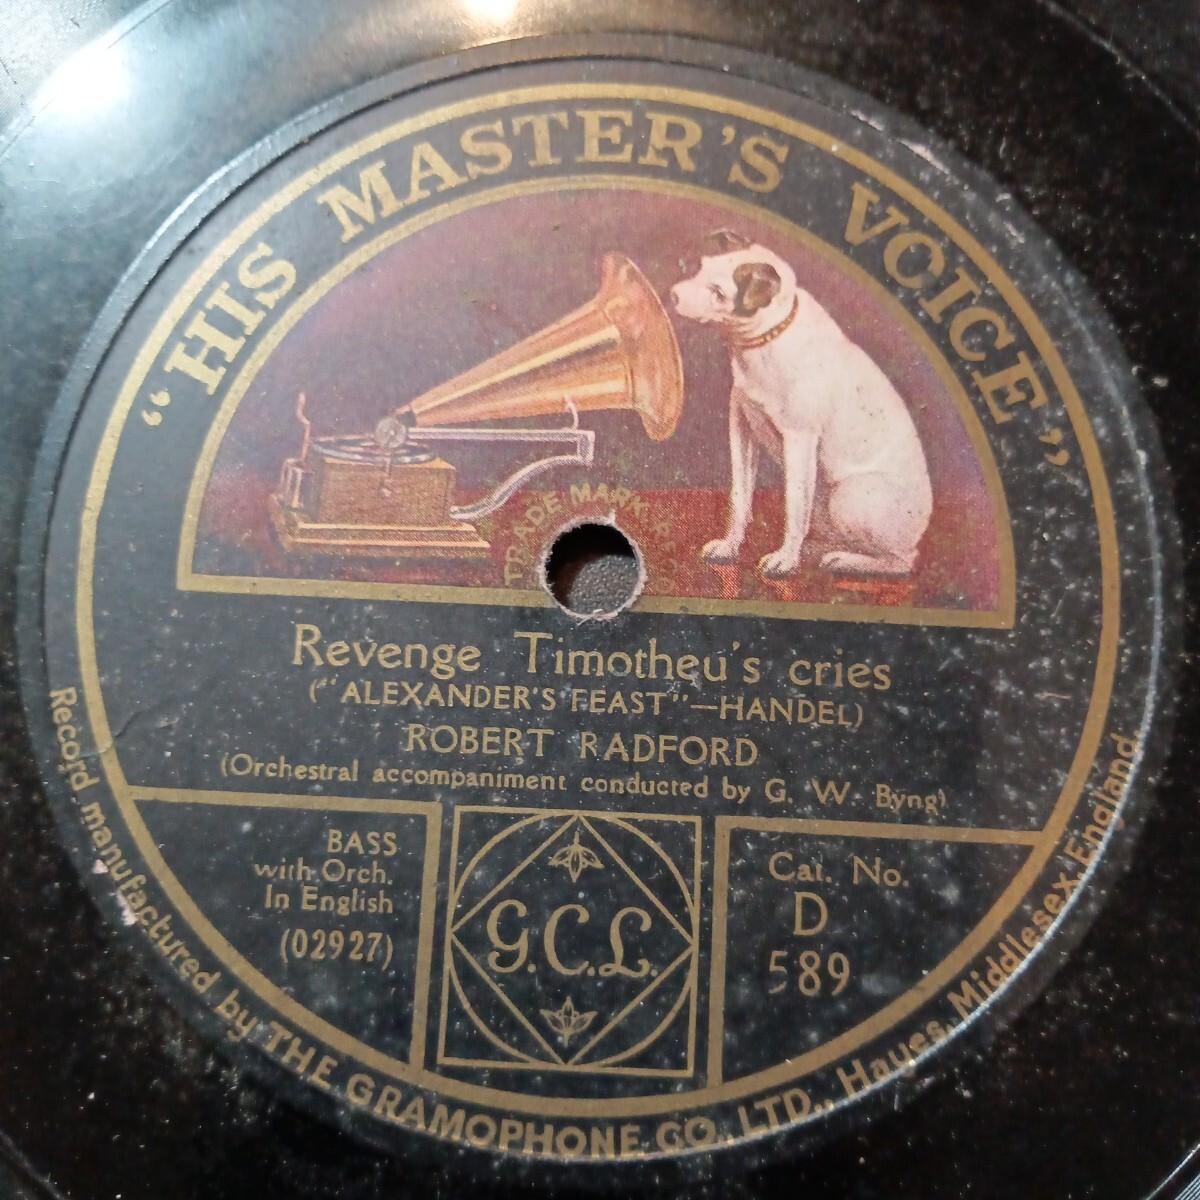 "HIS MASTER'S VOICE"
TRADE MARK REGD
Revenge Timotheu's cries
("ALEXANDER'S FEAST"—HANDEL)
ROBERT RADFORD
(Orchestral accompaniment conducted by G. W. Byng)
BASS
with Orch.
In English
(02927)
G.C.L.
Cat. No.
D
589
Record manufactured by THE GRAMOPHONE CO., LTD., Hayes, Middlesex, England.